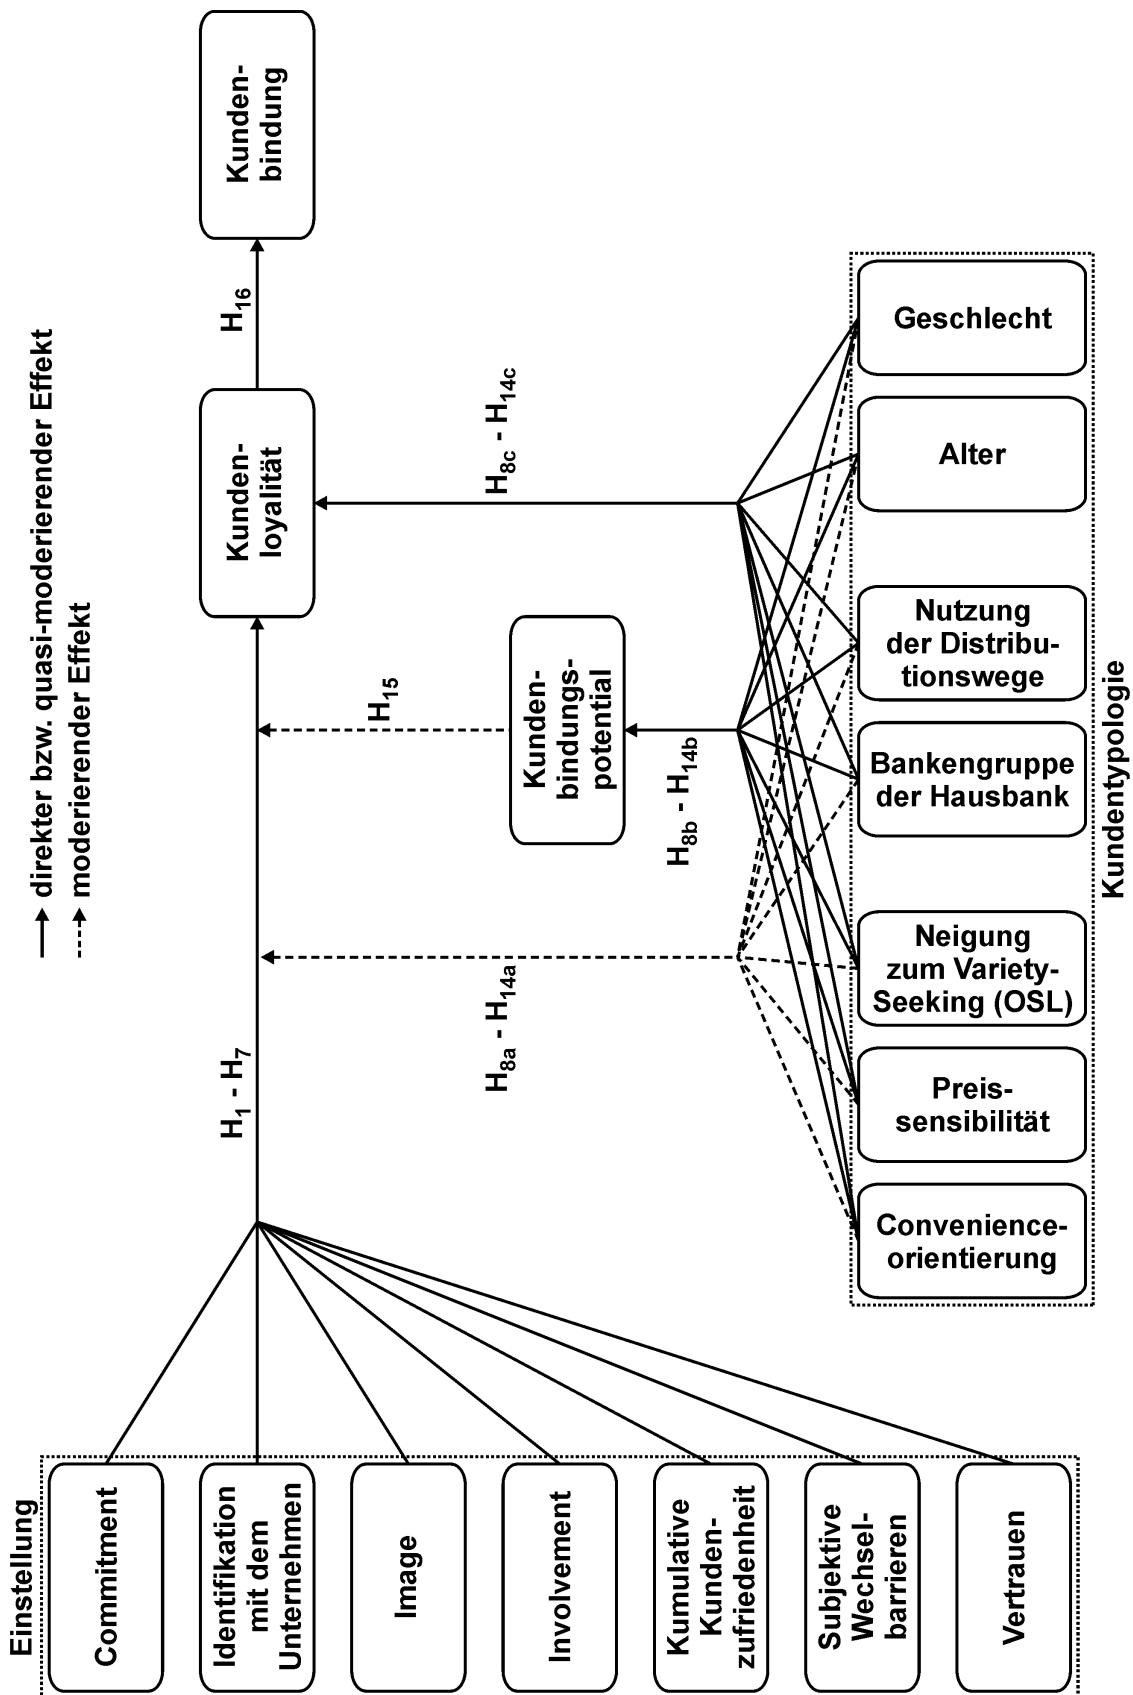 Einstellung
Commitment
Identifikation
mit dem
Unternehmen
Image
Involvement
Kumulative
Kunden-
zufriedenheit
Subjektive
Wechsel-
barrieren
Vertrauen
H1 - H7
H8a - H14a
H15
H8b - H14b
H8c - H14c
H16
direkter bzw. quasi-moderierender Effekt
moderierender Effekt
Kunden-
bindungs-
potential
Kunden-
loyalität
Kunden-
bindung
Convenience-
orientierung
Preis-
sensibilität
Neigung
zum Variety-
Seeking (OSL)
Bankengruppe
der Hausbank
Nutzung
der Distribu-
tionswege
Alter
Geschlecht
Kundentypologie